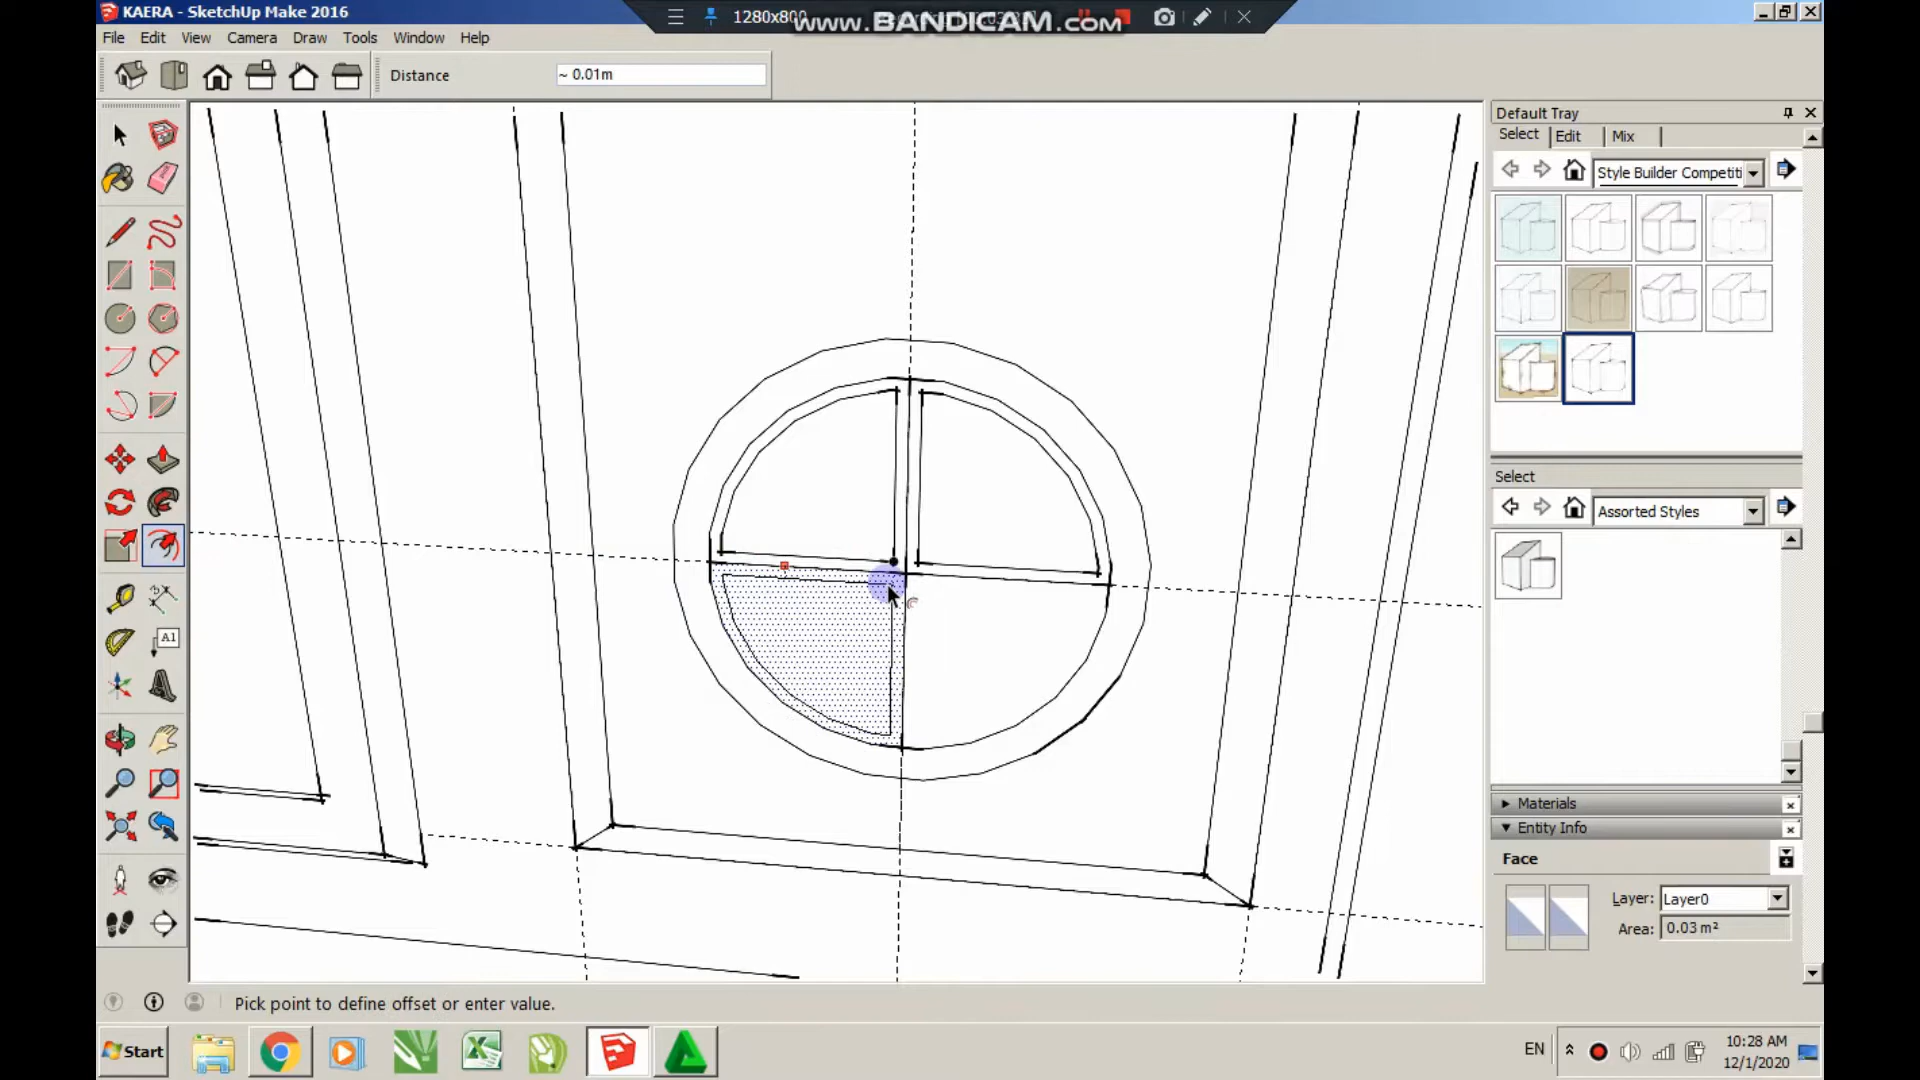 KAERA - SketchUp Make 2016
1280x800
www.BANDICAM.com
File Edit View Camera Draw Tools Window Help
Distance
~ 0.01m
Default Tray
Select Edit Mix
Style Builder Competiti
Select
Assorted Styles
A1
Materials
Entity Info
Face
Layer: Layer0
Area: 0.03 m²
Pick point to define offset or enter value.
Start
EN
10:28 AM
12/1/2020